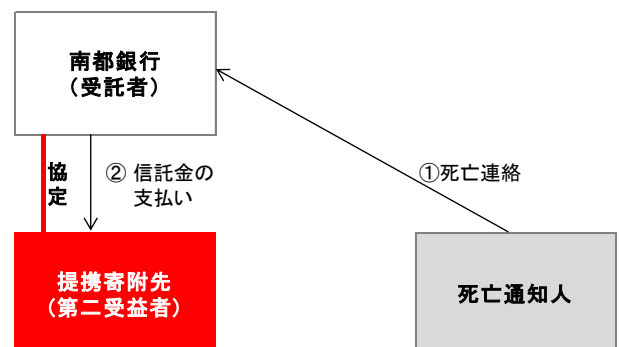 南都銀行
（受託者）
協
定
② 信託金の
支払い
①死亡連絡
提携寄附先
（第二受益者）
死亡通知人